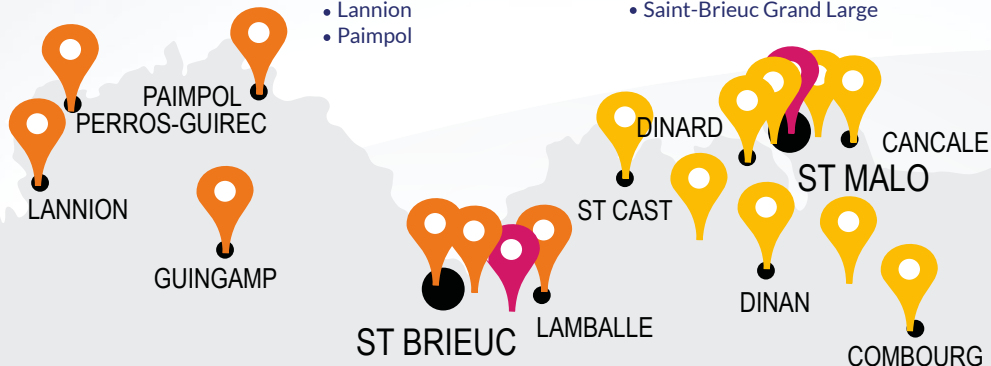 • Lannion
• Paimpol
• Saint-Brieuc Grand Large
PAIMPOL
PERROS-GUIREC
LANNION
GUINGAMP
ST BRIEUC
LAMBALLE
ST CAST
DINARD
CANCALE
ST MALO
DINAN
COMBOURG